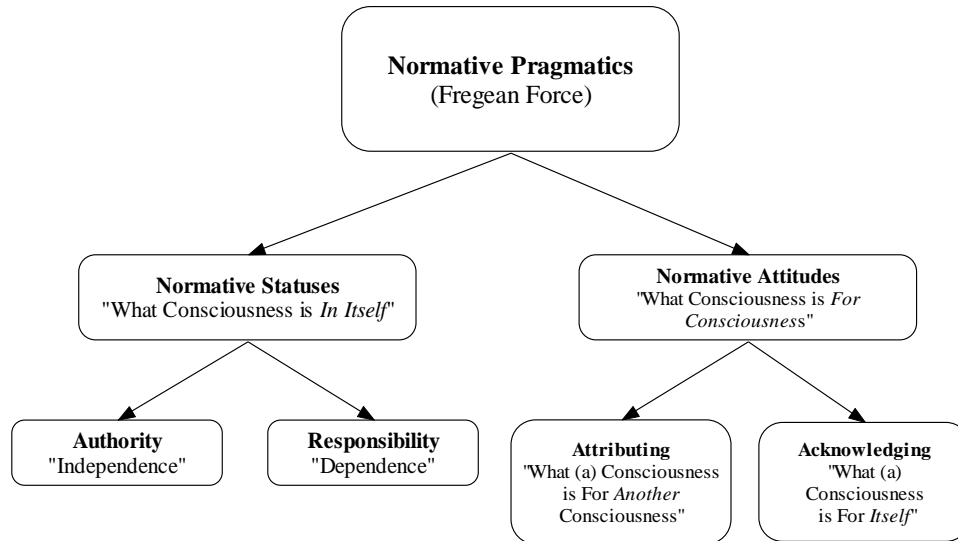 Normative Pragmatics
(Fregean Force)
Normative Statuses
"What Consciousness is In Itself"
Normative Attitudes
"What Consciousness is For
Consciousness"
Authority
"Independence"
Responsibility
"Dependence"
Attributing
"What (a) Consciousness
is For Another
Consciousness"
Acknowledging
"What (a)
Consciousness
is For Itself"